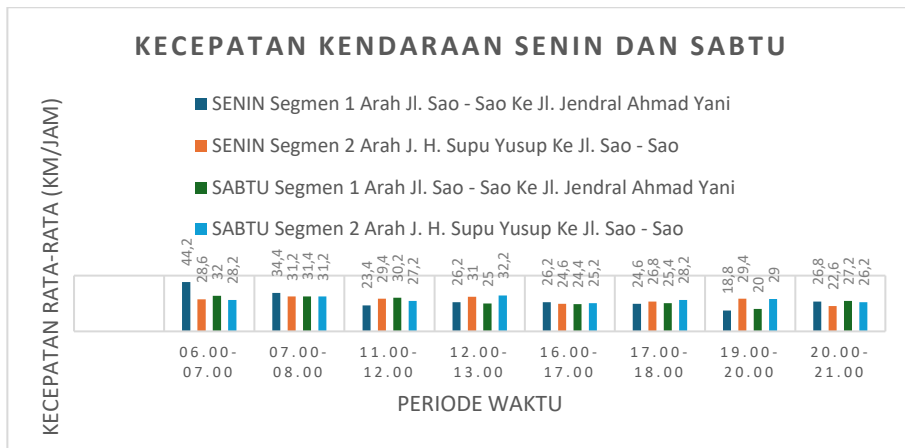 KECEPATAN KENDARAAN SENIN DAN SABTU
KECEPATAN RATA-RATA (KM/JAM)
SENIN Segmen 1 Arah Jl. Sao - Sao Ke Jl. Jendral Ahmad Yani
SENIN Segmen 2 Arah J. H. Supu Yusup Ke Jl. Sao - Sao
SABTU Segmen 1 Arah Jl. Sao - Sao Ke Jl. Jendral Ahmad Yani
SABTU Segmen 2 Arah J. H. Supu Yusup Ke Jl. Sao - Sao
44,2 28,6 32 28,2 34,4 31,2 31,4 31,2 23,4 29,4 30,2 27,2 26,2 31 25 32,2 26,2 24,6 24,4 25,2 24,6 26,8 25,4 28,2 18,8 29,4 20 29 26,8 22,6 27,2 26,2
06.00- 07.00- 11.00- 12.00- 16.00- 17.00- 19.00- 20.00-
07.00 08.00 12.00 13.00 17.00 18.00 20.00 21.00
PERIODE WAKTU